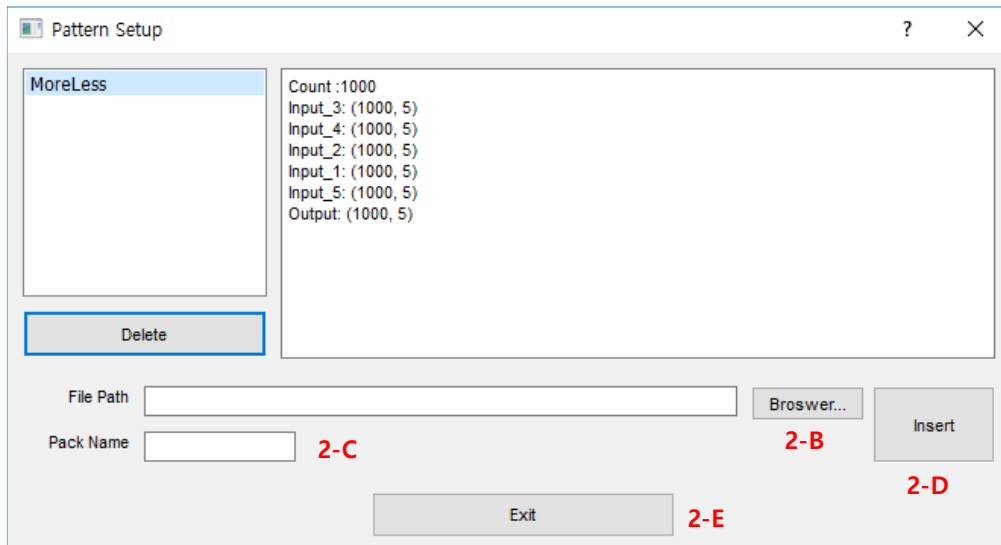 Pattern Setup
?
MoreLess
Count :1000
Input_3: (1000, 5)
Input_4: (1000, 5)
Input_2: (1000, 5)
Input_1: (1000, 5)
Input_5: (1000, 5)
Output: (1000, 5)
Delete
File Path
Broswer...
Insert
2-B
Pack Name
2-C
2-D
Exit
2-E